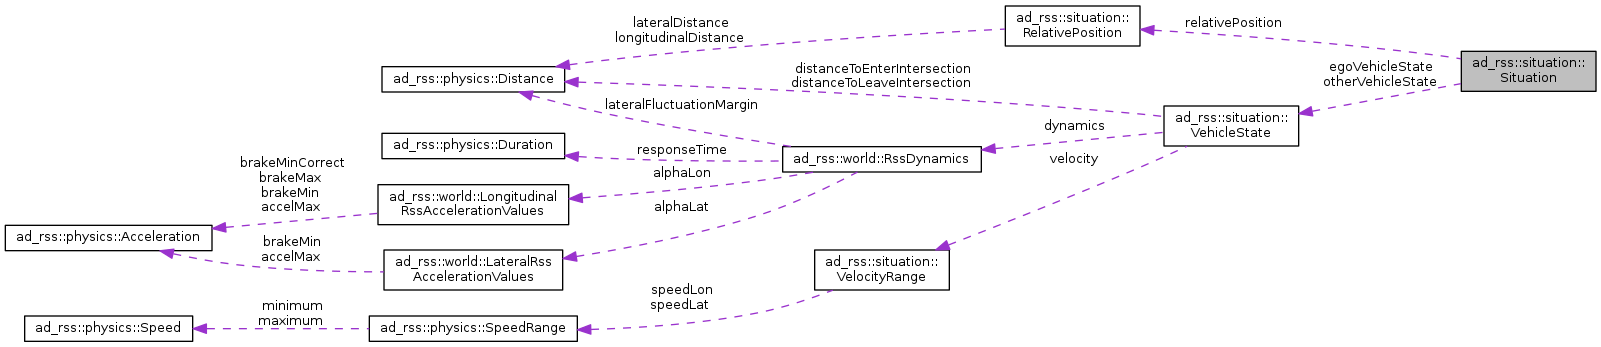 lateralDistance
longitudinalDistance
ad_rss::situation::
RelativePosition
relativePosition
ad_rss::situation::
Situation
egoVehicleState
otherVehicleState
ad_rss::physics::Distance
distanceToEnterIntersection
distanceToLeaveIntersection
lateralFluctuationMargin
ad_rss::situation::
VehicleState
dynamics
velocity
ad_rss::physics::Duration
responseTime
ad_rss::world::RssDynamics
alphaLon
alphaLat
brakeMinCorrect
brakeMax
brakeMin
accelMax
ad_rss::world::Longitudinal
RssAccelerationValues
ad_rss::physics::Acceleration
brakeMin
accelMax
ad_rss::world::LateralRss
AccelerationValues
ad_rss::situation::
VelocityRange
speedLon
speedLat
minimum
maximum
ad_rss::physics::Speed
ad_rss::physics::SpeedRange